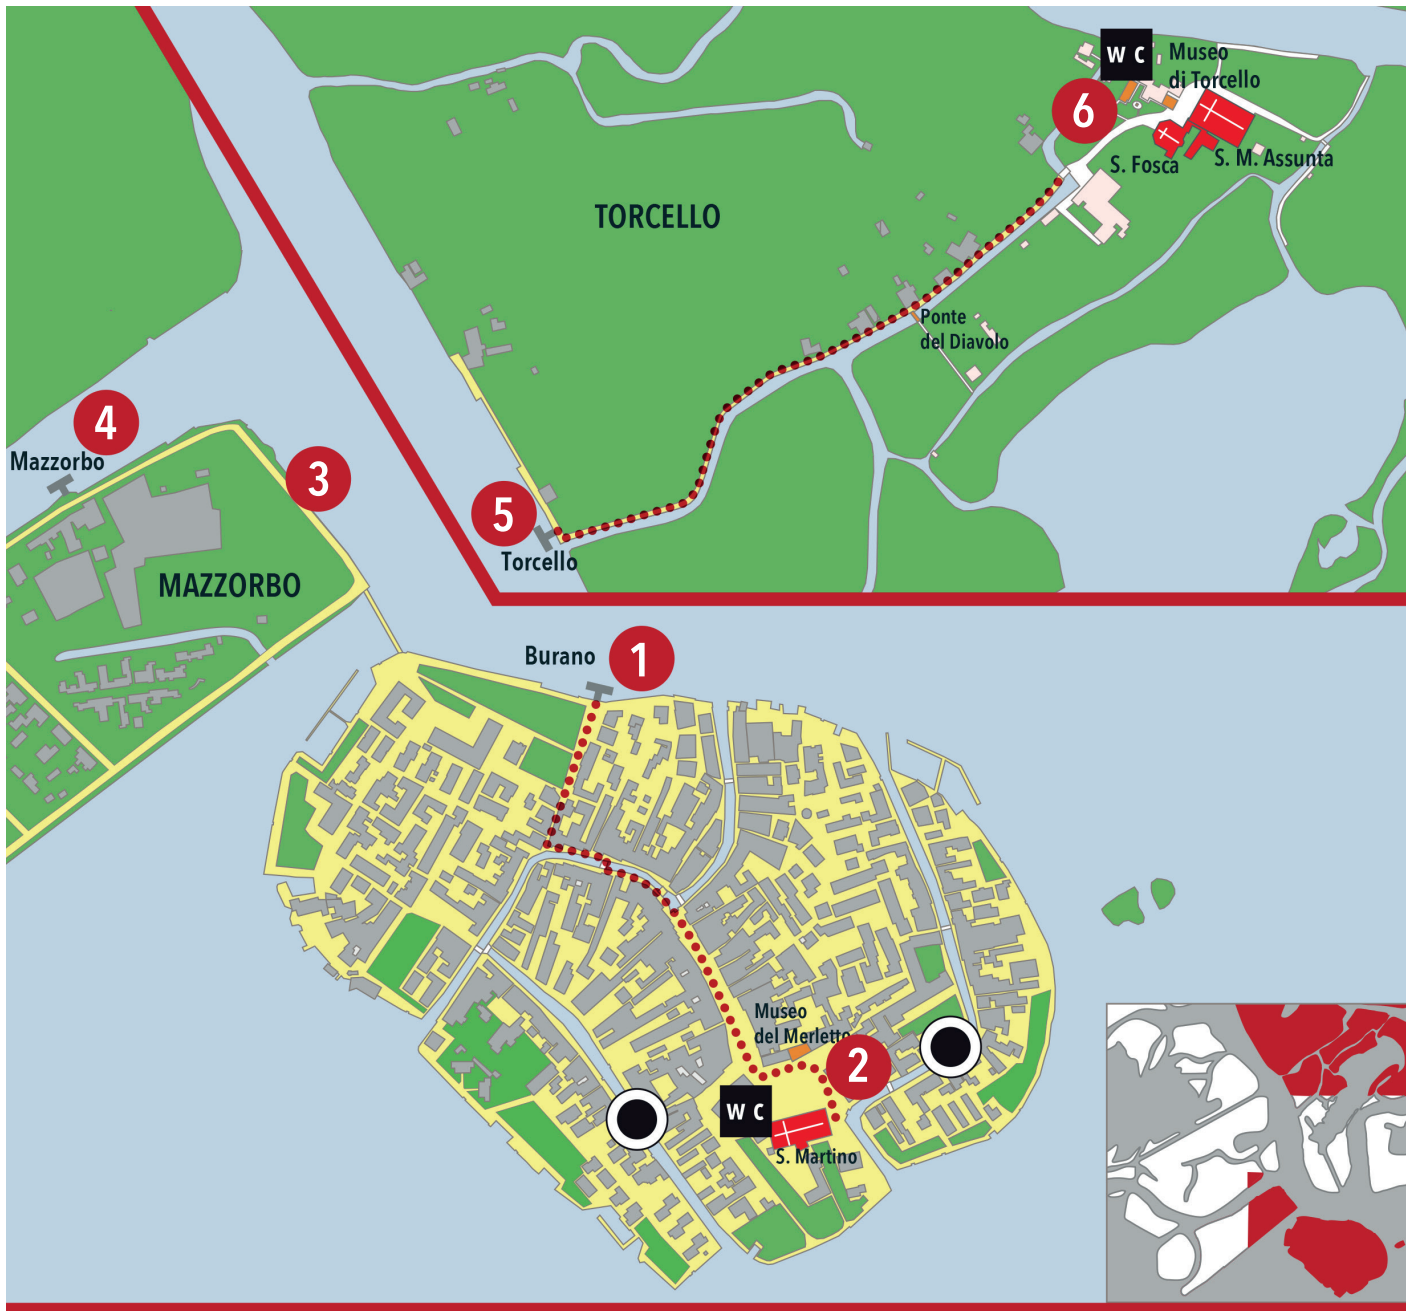 W C
Museo
di Torcello
6
S. Fosca
S. M. Assunta
TORCELLO
Ponte
del Diavolo
4
Mazzorbo
3
5
Torcello
MAZZORBO
Burano
1
Museo
del Merletto
2
W C
S. Martino